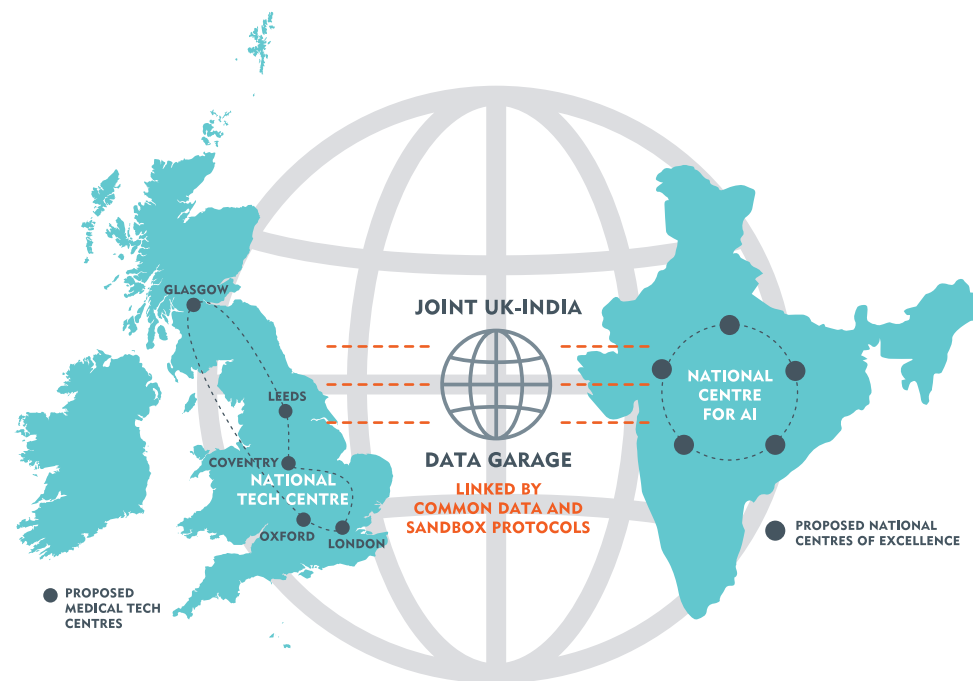 GLASGOW
LEEDS
COVENTRY
NATIONAL
TECH CENTRE
OXFORD
LONDON
PROPOSED
MEDICAL TECH
CENTRES
JOINT UK-INDIA
DATA GARAGE
LINKED BY
COMMON DATA AND
SANDBOX PROTOCOLS
NATIONAL
CENTRE
FOR AI
PROPOSED NATIONAL
CENTRES OF EXCELLENCE